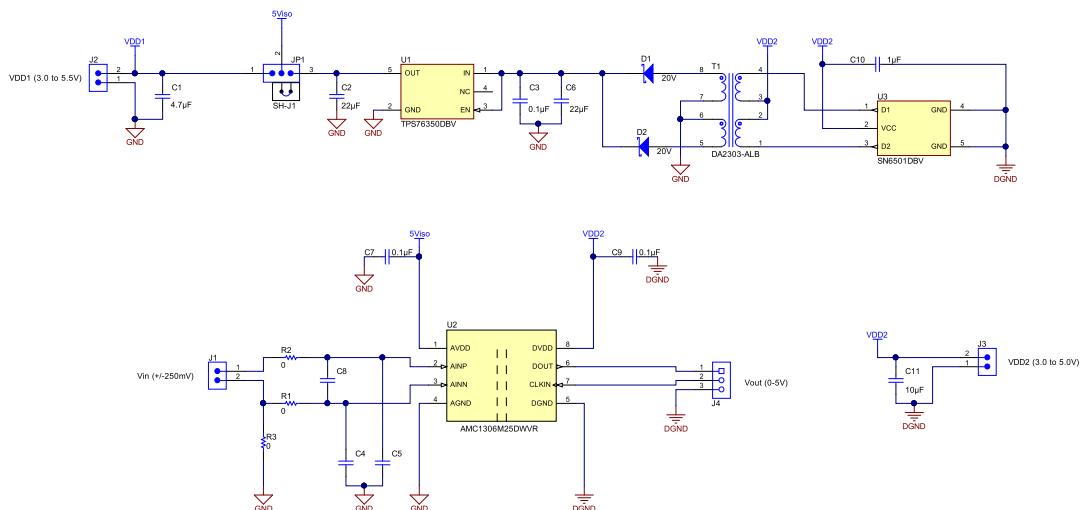 5Viso
VDD1
VDD2
VDD2
J2
2
1
VDD1 (3.0 to 5.5V)
C1
4.7µF
GND
1
2
JP1
3
SH-J1
C2
22µF
GND
GND
U1
5
OUT
IN
1
NC
4
2
GND
EN
3
TPS76350DBV
C3
0.1µF
C6
22µF
GND
D1
20V
D2
20V
T1
8
4
7
3
6
2
5
1
DA2303-ALB
GND
C10
1µF
U3
1
D1
GND
4
2
VCC
3
D2
GND
5
SN6501DBV
DGND
5Viso
VDD2
C7
0.1µF
GND
C9
0.1µF
DGND
U2
1
AVDD
DVDD
8
2
AINP
DOUT
6
3
AINN
CLKIN
7
4
AGND
DGND
5
AMC1306M25DWVR
J1
1
2
Vin (+/-250mV)
R2
0
R1
0
R3
0
C8
C4
C5
GND
GND
GND
DGND
1
2
3
J4
Vout (0-5V)
DGND
VDD2
C11
10µF
DGND
J3
2
1
VDD2 (3.0 to 5.0V)